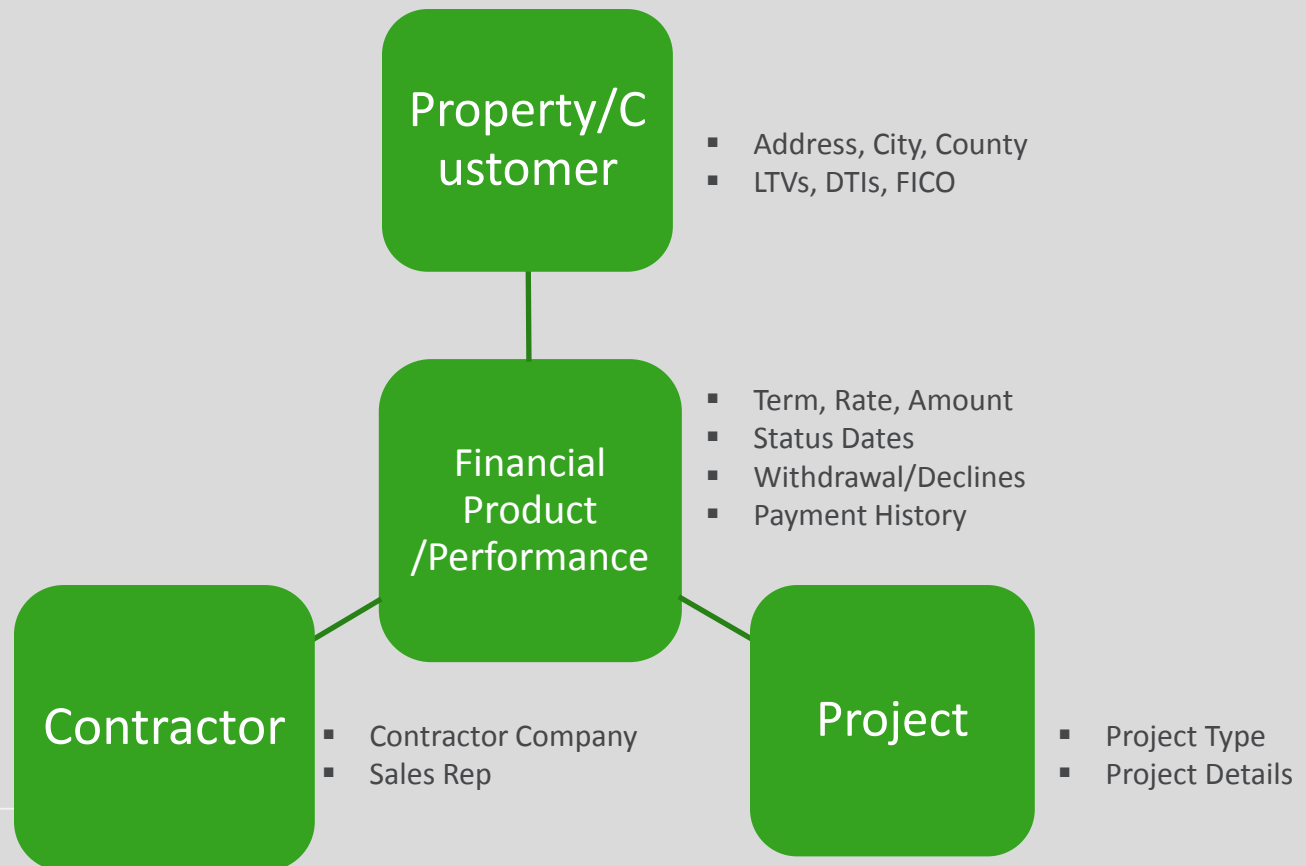 Property/C
ustomer
▪ Address, City, County
▪ LTVs, DTIs, FICO
Financial
Product
/Performance
▪ Term, Rate, Amount
▪ Status Dates
▪ Withdrawal/Declines
▪ Payment History
Contractor
▪ Contractor Company
▪ Sales Rep
Project
▪ Project Type
▪ Project Details